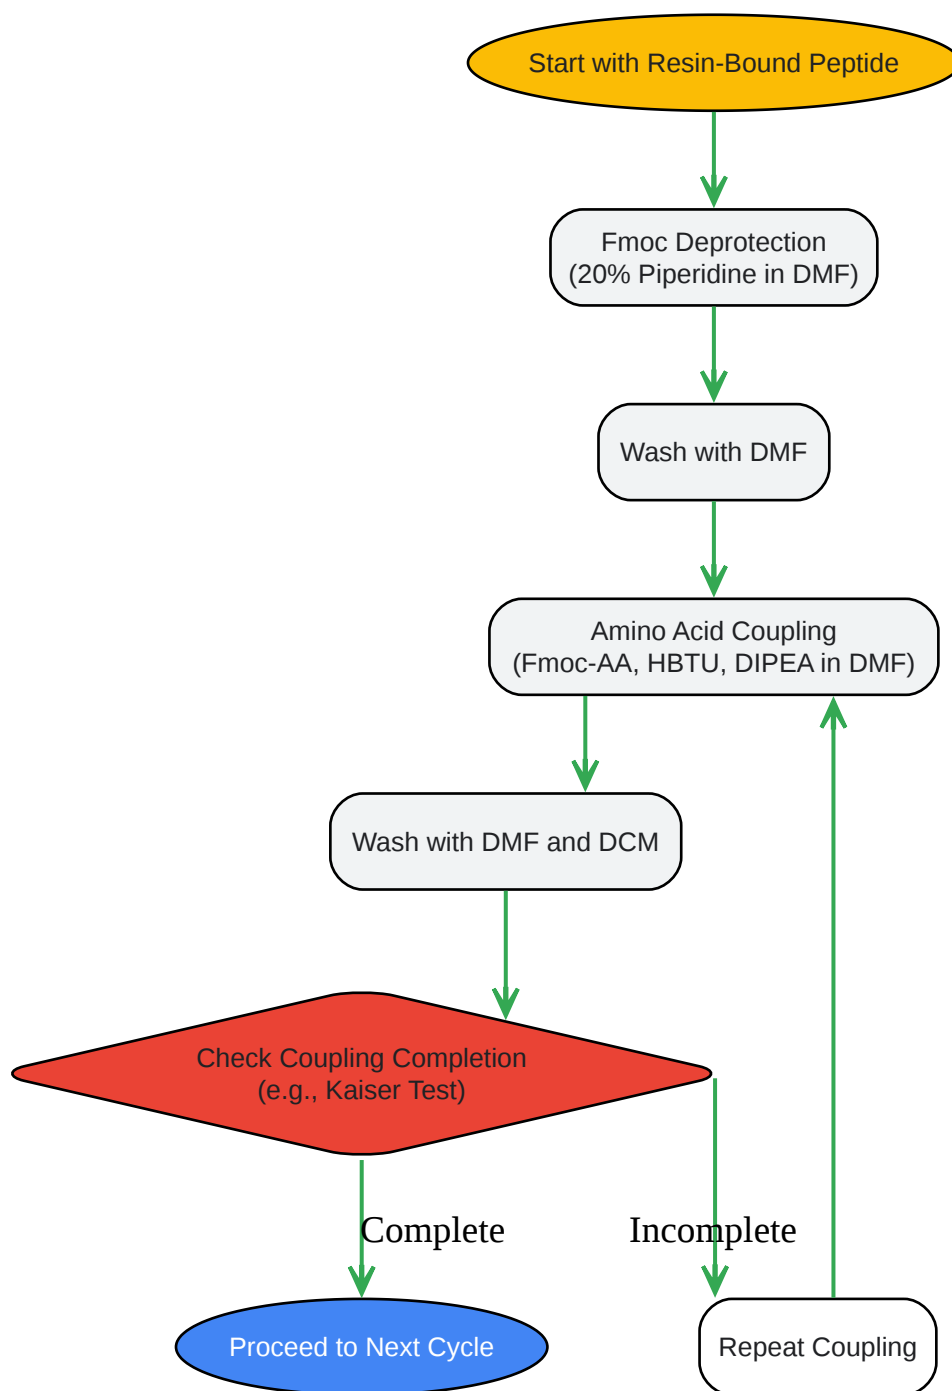 Start with Resin-Bound Peptide
Fmoc Deprotection
(20% Piperidine in DMF)
Wash with DMF
Amino Acid Coupling
(Fmoc-AA, HBTU, DIPEA in DMF)
Wash with DMF and DCM
Check Coupling Completion
(e.g., Kaiser Test)
Complete
Incomplete
Proceed to Next Cycle
Repeat Coupling